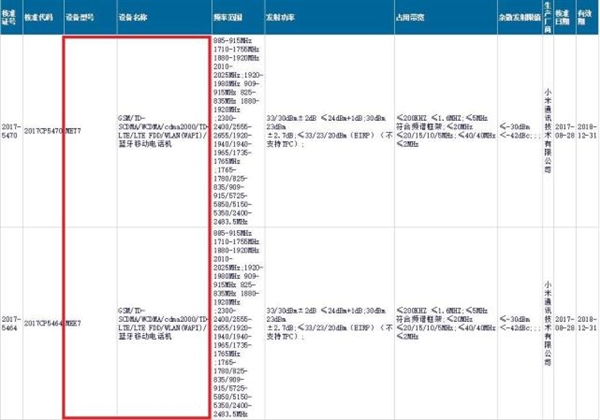 核准证号
核准代码
设备型号
设备名称
频率范围
发射功率
占用带宽
杂散发射限值
生产厂商
核准日期
有效期
2017-
5470
2017CP5470
MET7
GSM/TD-
SCDMA/WCDMA/cdma2000/TD-
LTE/LTE FDD/WLAN(WAPI)/
蓝牙移动电话机
885-915MHz
1710-1755MHz
1880-1920MHz
2010-
2025MHz;1920-
1980MHz 909-
915MHz 825-
835MHz 1880-
1920MHz
;2300-
2400/2555-
2655/1920-
1940/1940-
1965/1735-
1765MHz
;1765-
1780/825-
835/909-
915/5725-
5850/5150-
5350/2400-
2483.5MHz
33/30dBm±2dB ≤24dBm+1dB;30dBm
23dBm
±2.7dB;≤33/23/20dBm (EIRP) (不
支持TPC);
≤200KHZ ≤1.6MHZ;≤5MHz
符合频谱框架;≤20MHz
≤20/15/10/5MHz;≤40/40MHz
≤2MHz
≤-30dBm
<-42dBc;;;
小米通讯技术有限公司
2017-
08-28
2018-
12-31
2017-
5464
2017CP5464
MEE7
GSM/TD-
SCDMA/WCDMA/cdma2000/TD-
LTE/LTE FDD/WLAN(WAPI)/
蓝牙移动电话机
885-915MHz
1710-1755MHz
1880-1920MHz
2010-
2025MHz;1920-
1980MHz 909-
915MHz 825-
835MHz 1880-
1920MHz
;2300-
2400/2555-
2655/1920-
1940/1940-
1965/1735-
1765MHz
;1765-
1780/825-
835/909-
915/5725-
5850/5150-
5350/2400-
2483.5MHz
33/30dBm±2dB ≤24dBm+1dB;30dBm
23dBm
±2.7dB;≤33/23/20dBm (EIRP) (不
支持TPC);
≤200KHZ ≤1.6MHZ;≤5MHz
符合频谱框架;≤20MHz
≤20/15/10/5MHz;≤40/40MHz
≤2MHz
≤-30dBm
<-42dBc;;;
小米通讯技术有限公司
2017-
08-28
2018-
12-31